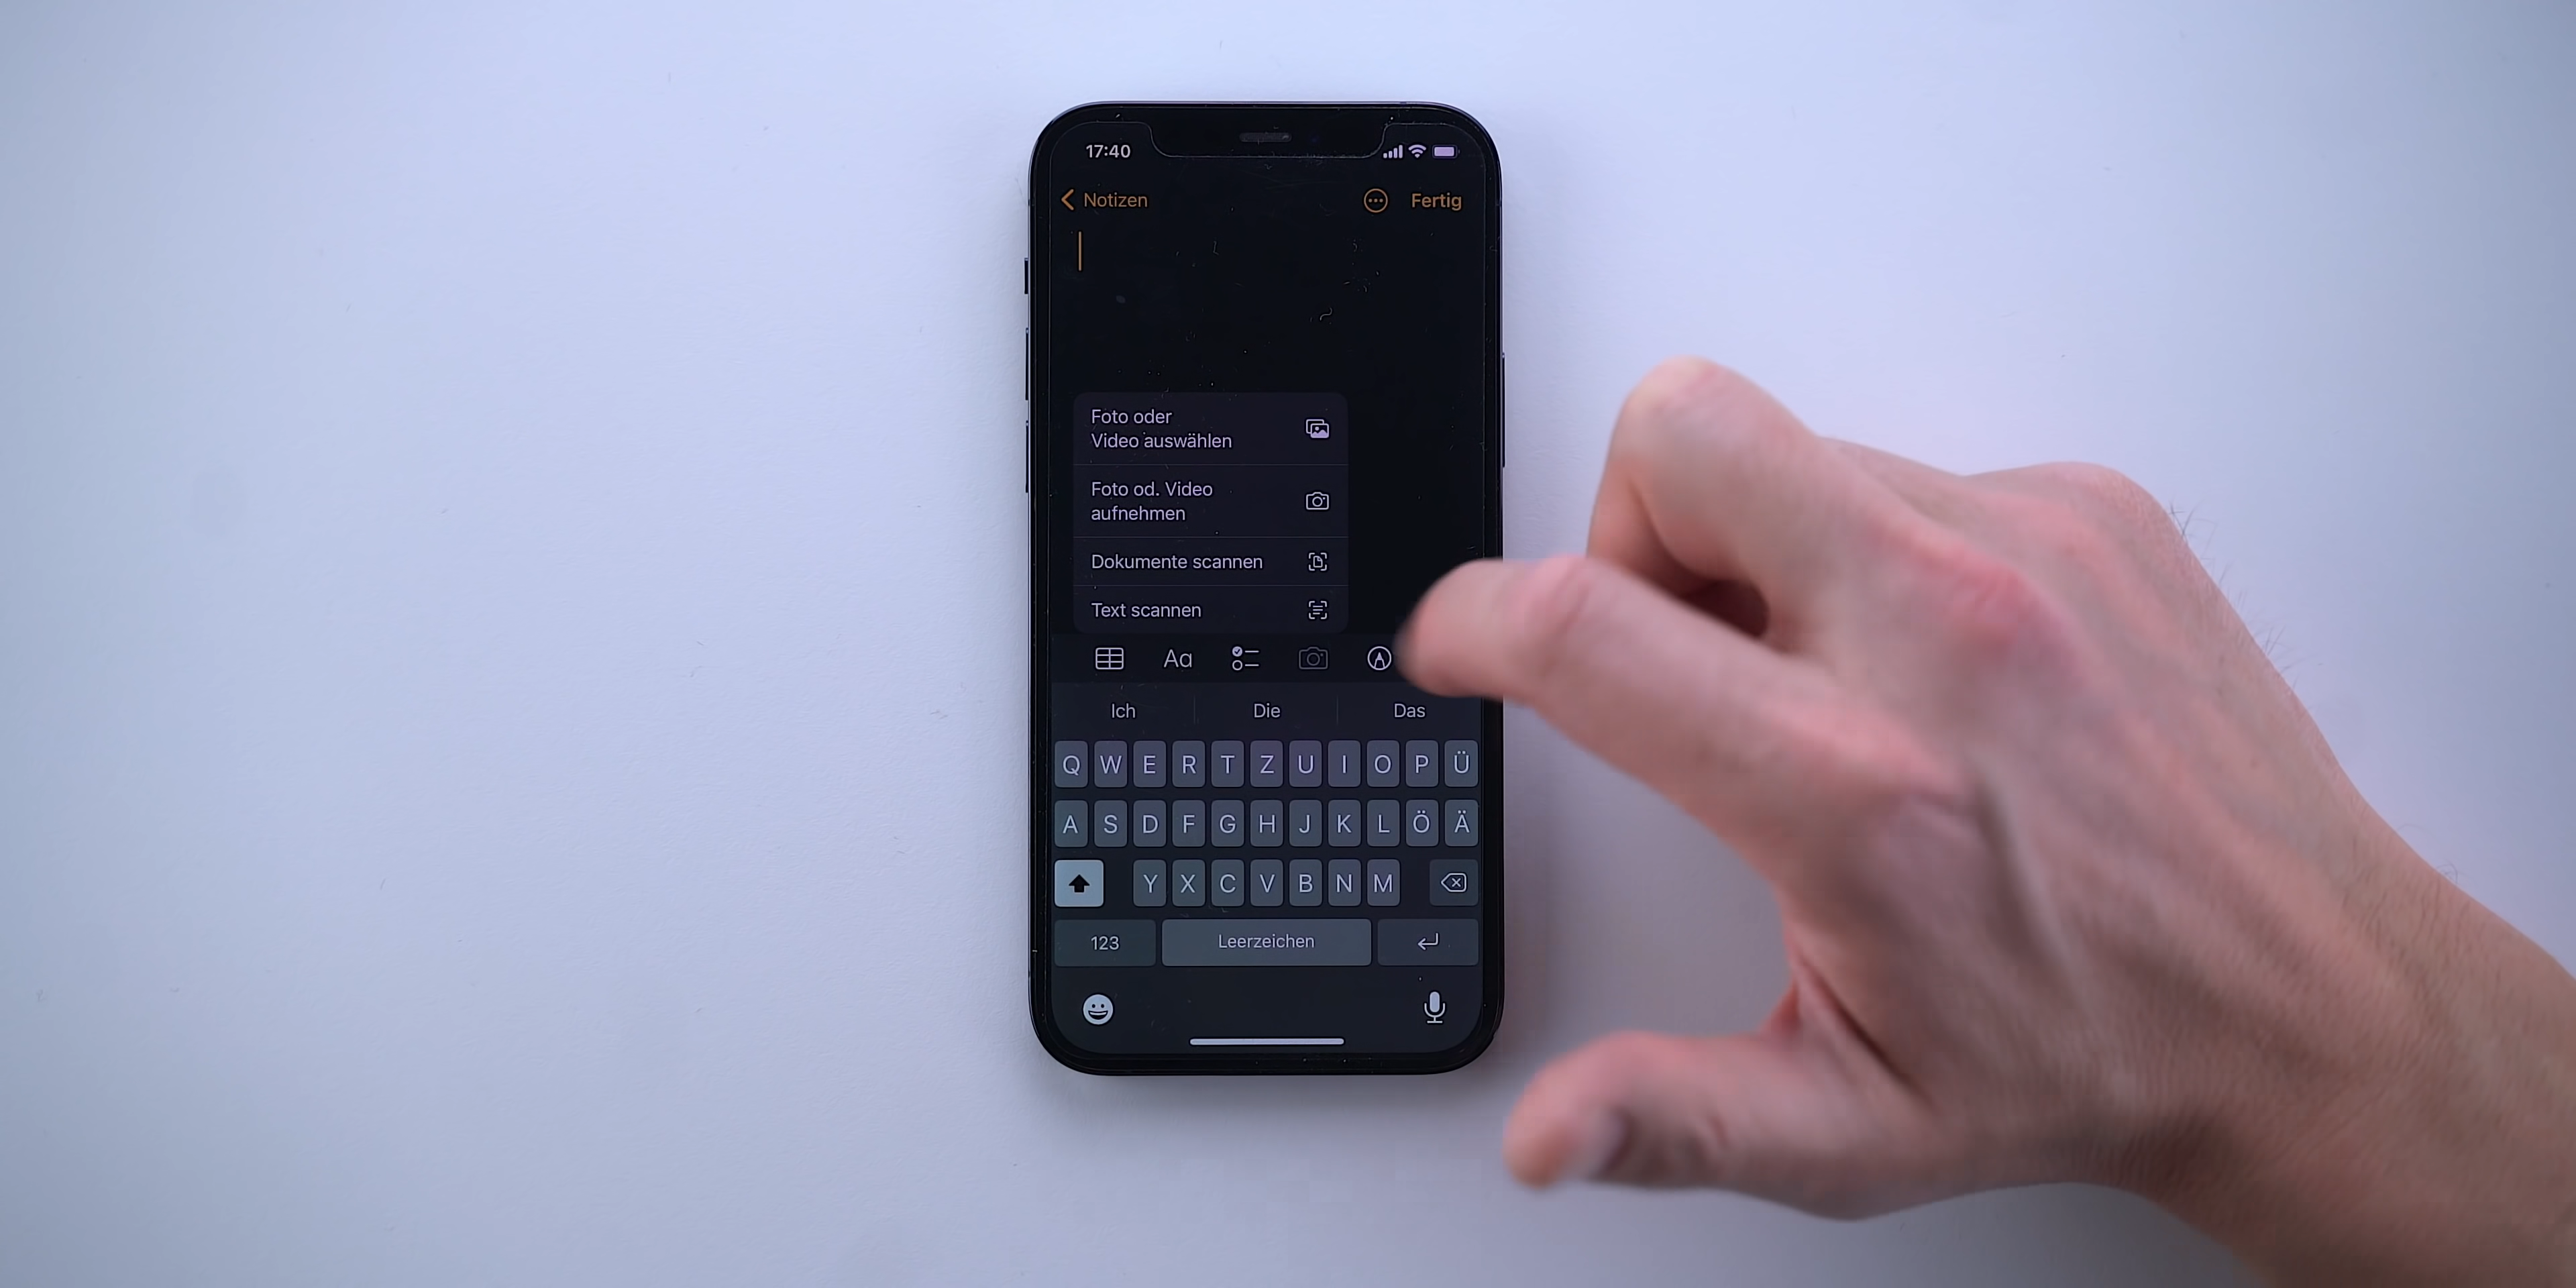 17:40
Notizen
Fertig
Foto oder
Video auswählen
Foto od. Video
aufnehmen
Dokumente scannen
Text scannen
Aa
Ich Die Das
Q W E R T Z U I O P Ü
A S D F G H J K L Ö Ä
Y X C V B N M
123 Leerzeichen